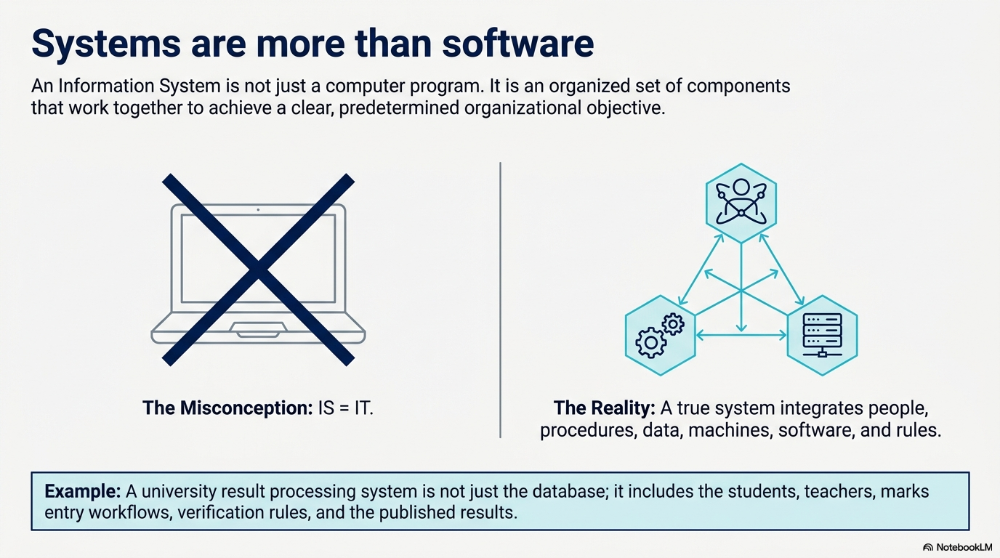 Systems are more than software
An Information System is not just a computer program. It is an organized set of components
that work together to achieve a clear, predetermined organizational objective.
The Misconception: IS = IT.
The Reality: A true system integrates people,
procedures, data, machines, software, and rules.
Example: A university result processing system is not just the database; it includes the students, teachers, marks
entry workflows, verification rules, and the published results.
NotebookLM